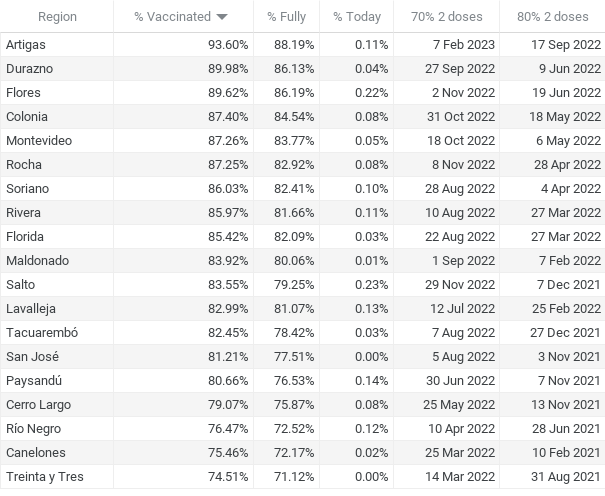 Region % Vaccinated % Fully % Today 70% 2 doses 80% 2 doses
Artigas 93.60% 88.19% 0.11% 7 Feb 2023 17 Sep 2022
Durazno 89.98% 86.13% 0.04% 27 Sep 2022 9 Jun 2022
Flores 89.62% 86.19% 0.22% 2 Nov 2022 19 Jun 2022
Colonia 87.40% 84.54% 0.08% 31 Oct 2022 18 May 2022
Montevideo 87.26% 83.77% 0.05% 18 Oct 2022 6 May 2022
Rocha 87.25% 82.92% 0.08% 8 Nov 2022 28 Apr 2022
Soriano 86.03% 82.41% 0.10% 28 Aug 2022 4 Apr 2022
Rivera 85.97% 81.66% 0.11% 10 Aug 2022 27 Mar 2022
Florida 85.42% 82.09% 0.03% 22 Aug 2022 27 Mar 2022
Maldonado 83.92% 80.06% 0.01% 1 Sep 2022 7 Feb 2022
Salto 83.55% 79.25% 0.23% 29 Nov 2022 7 Dec 2021
Lavalleja 82.99% 81.07% 0.13% 12 Jul 2022 25 Feb 2022
Tacuarembó 82.45% 78.42% 0.03% 7 Aug 2022 27 Dec 2021
San José 81.21% 77.51% 0.00% 5 Aug 2022 3 Nov 2021
Paysandú 80.66% 76.53% 0.14% 30 Jun 2022 7 Nov 2021
Cerro Largo 79.07% 75.87% 0.08% 25 May 2022 13 Nov 2021
Río Negro 76.47% 72.52% 0.12% 10 Apr 2022 28 Jun 2021
Canelones 75.46% 72.17% 0.02% 25 Mar 2022 10 Feb 2021
Treinta y Tres 74.51% 71.12% 0.00% 14 Mar 2022 31 Aug 2021